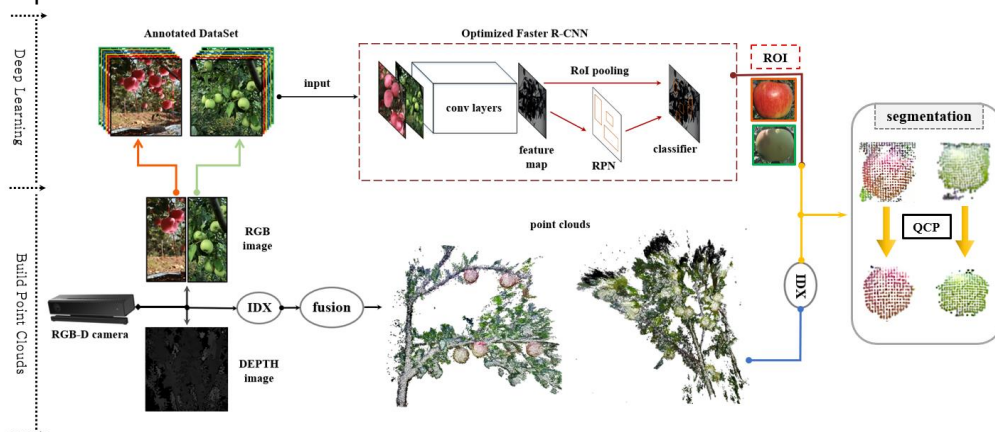 Deep Learning
Annotated DataSet
input
Optimized Faster R-CNN
conv layers
RoI pooling
feature
map
RPN
classifier
ROI
segmentation
QCP
Build Point Clouds
RGB
image
RGB-D camera
IDX
fusion
DEPTH
image
point clouds
IDX